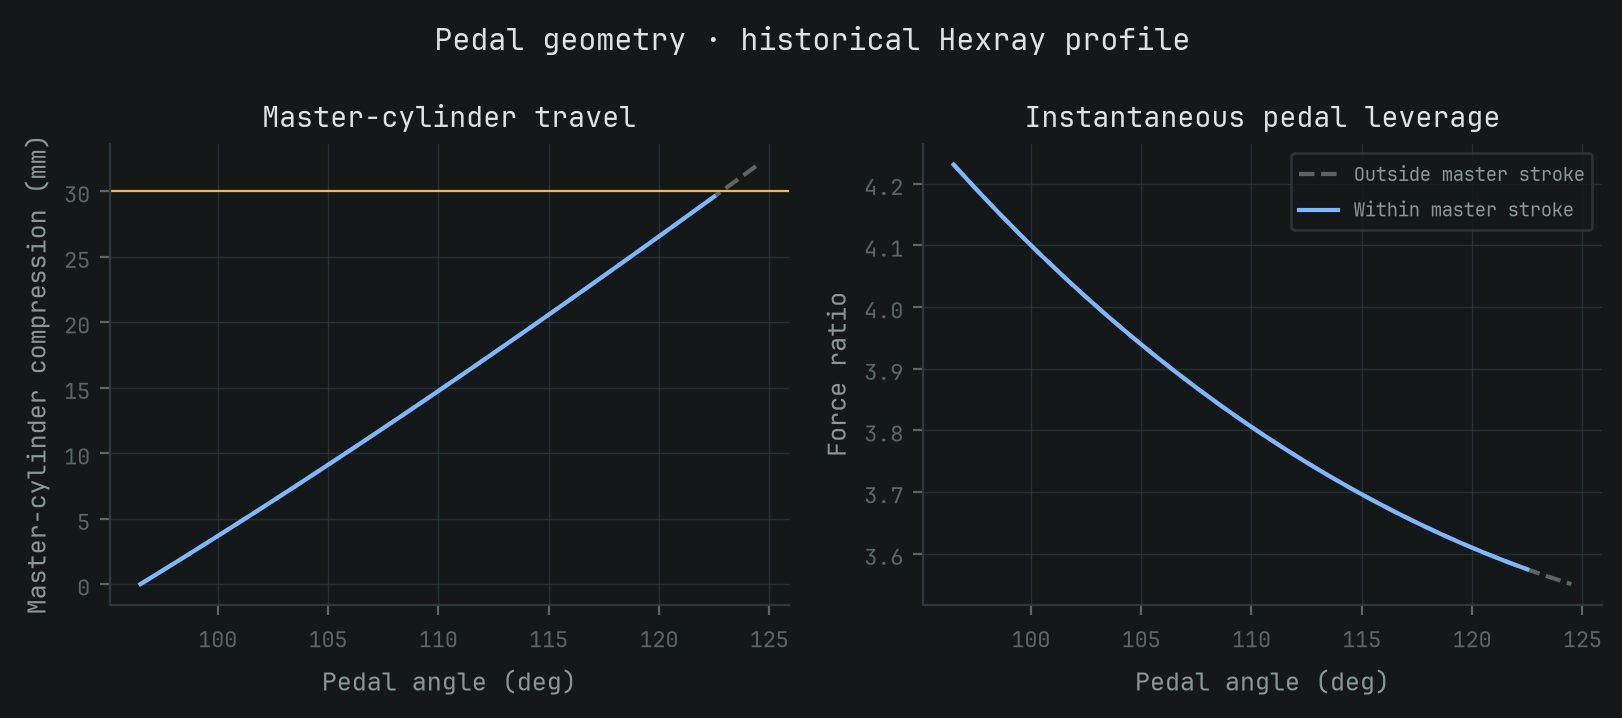 Pedal geometry · historical Hexray profile
Master-cylinder travel
Master-cylinder compression (mm)
30
25
20
15
10
5
0
100 105 110 115 120 125
Pedal angle (deg)
Instantaneous pedal leverage
Outside master stroke
Within master stroke
Force ratio
4.2
4.1
4.0
3.9
3.8
3.7
3.6
100 105 110 115 120 125
Pedal angle (deg)